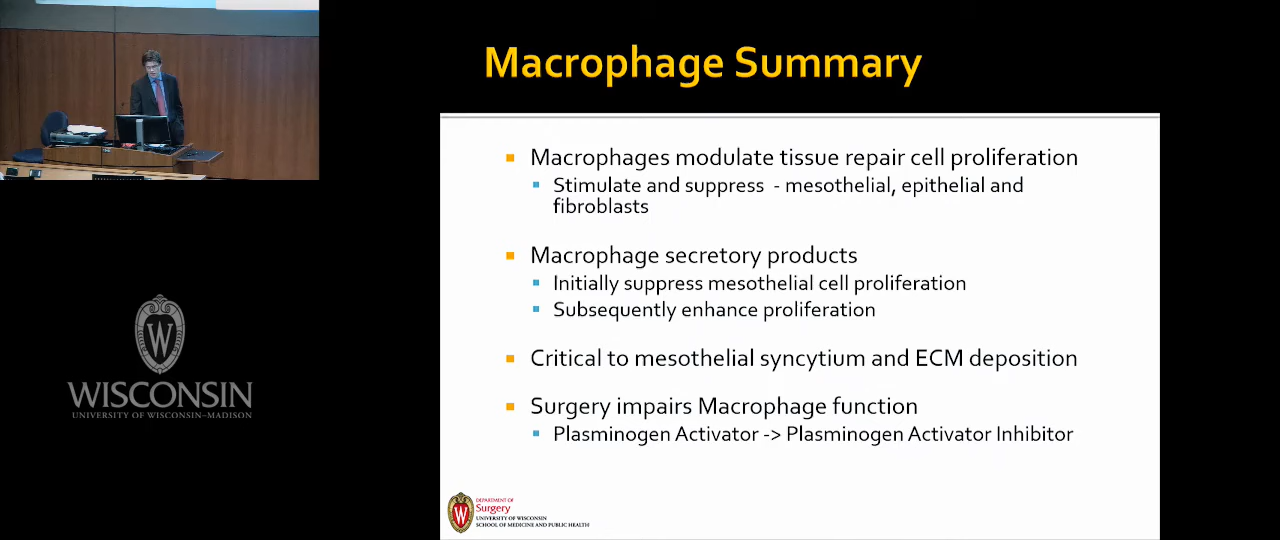 Macrophage Summary
Macrophages modulate tissue repair cell proliferation
Stimulate and suppress - mesothelial, epithelial and
fibroblasts
Macrophage secretory products
Initially suppress mesothelial cell proliferation
Subsequently enhance proliferation
Critical to mesothelial syncytium and ECM deposition
Surgery impairs Macrophage function
Plasminogen Activator -> Plasminogen Activator Inhibitor
W
WISCONSIN
UNIVERSITY OF WISCONSIN–MADISON
W
DEPARTMENT OF
Surgery
UNIVERSITY OF WISCONSIN
SCHOOL OF MEDICINE AND PUBLIC HEALTH